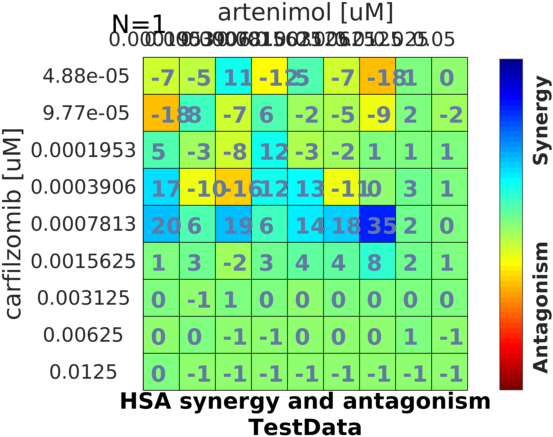 artenimol [uM]
N=1
4.88e-05 -7 -5 11 -12 5 -7 -18 1 0
9.77e-05 -18 8 -7 6 -2 -5 -9 2 -2
0.0001953 5 -3 -8 12 -3 -2 1 1 1
0.0003906 17 -10 -16 12 13 -11 0 3 1
0.0007813 20 6 19 6 14 18 35 2 0
0.0015625 1 3 -2 3 4 4 8 2 1
0.003125 0 -1 1 0 0 0 0 0 0
0.00625 0 0 -1 -1 0 0 0 1 -1
0.0125 0 -1 -1 -1 -1 -1 -1 -1 -1
carfilzomib [uM]
Synergy
Antagonism
HSA synergy and antagonism
TestData